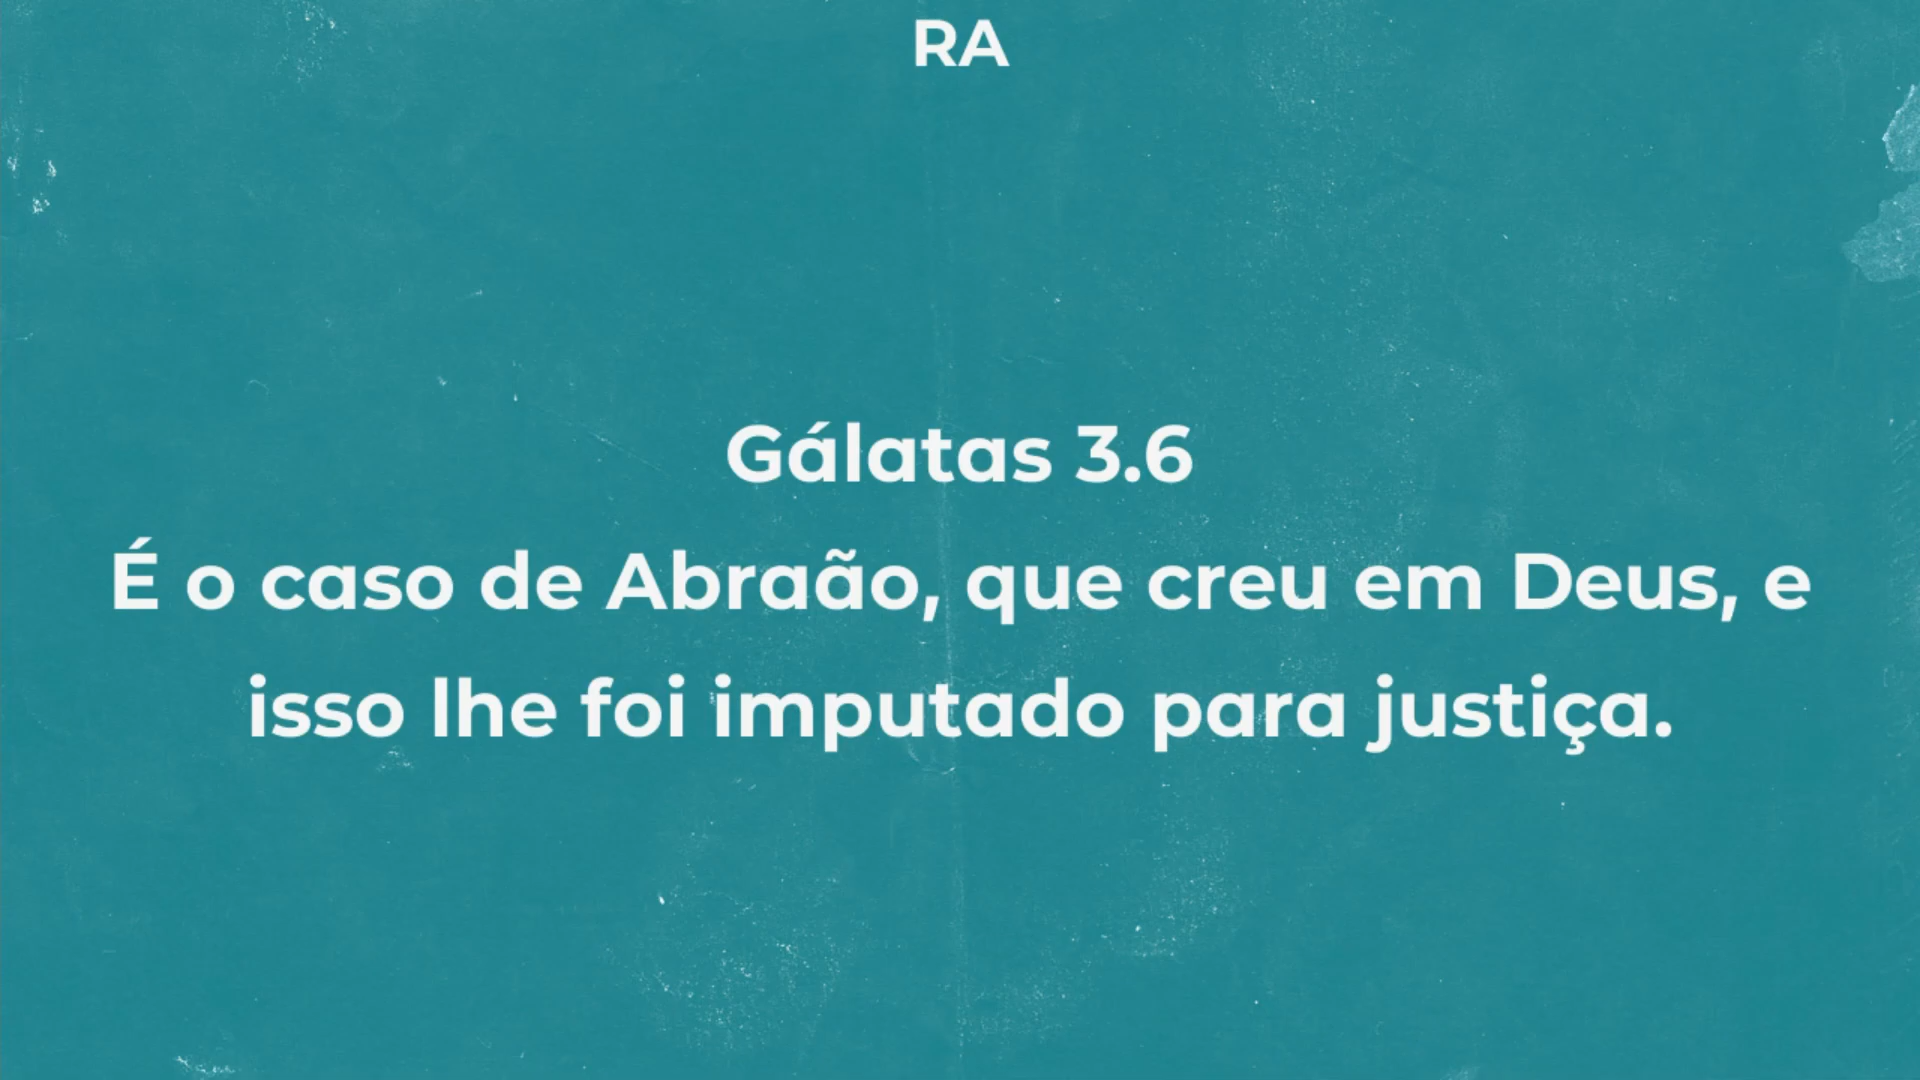 RA
Gálatas 3.6
É o caso de Abraão, que creu em Deus, e
isso lhe foi imputado para justiça.